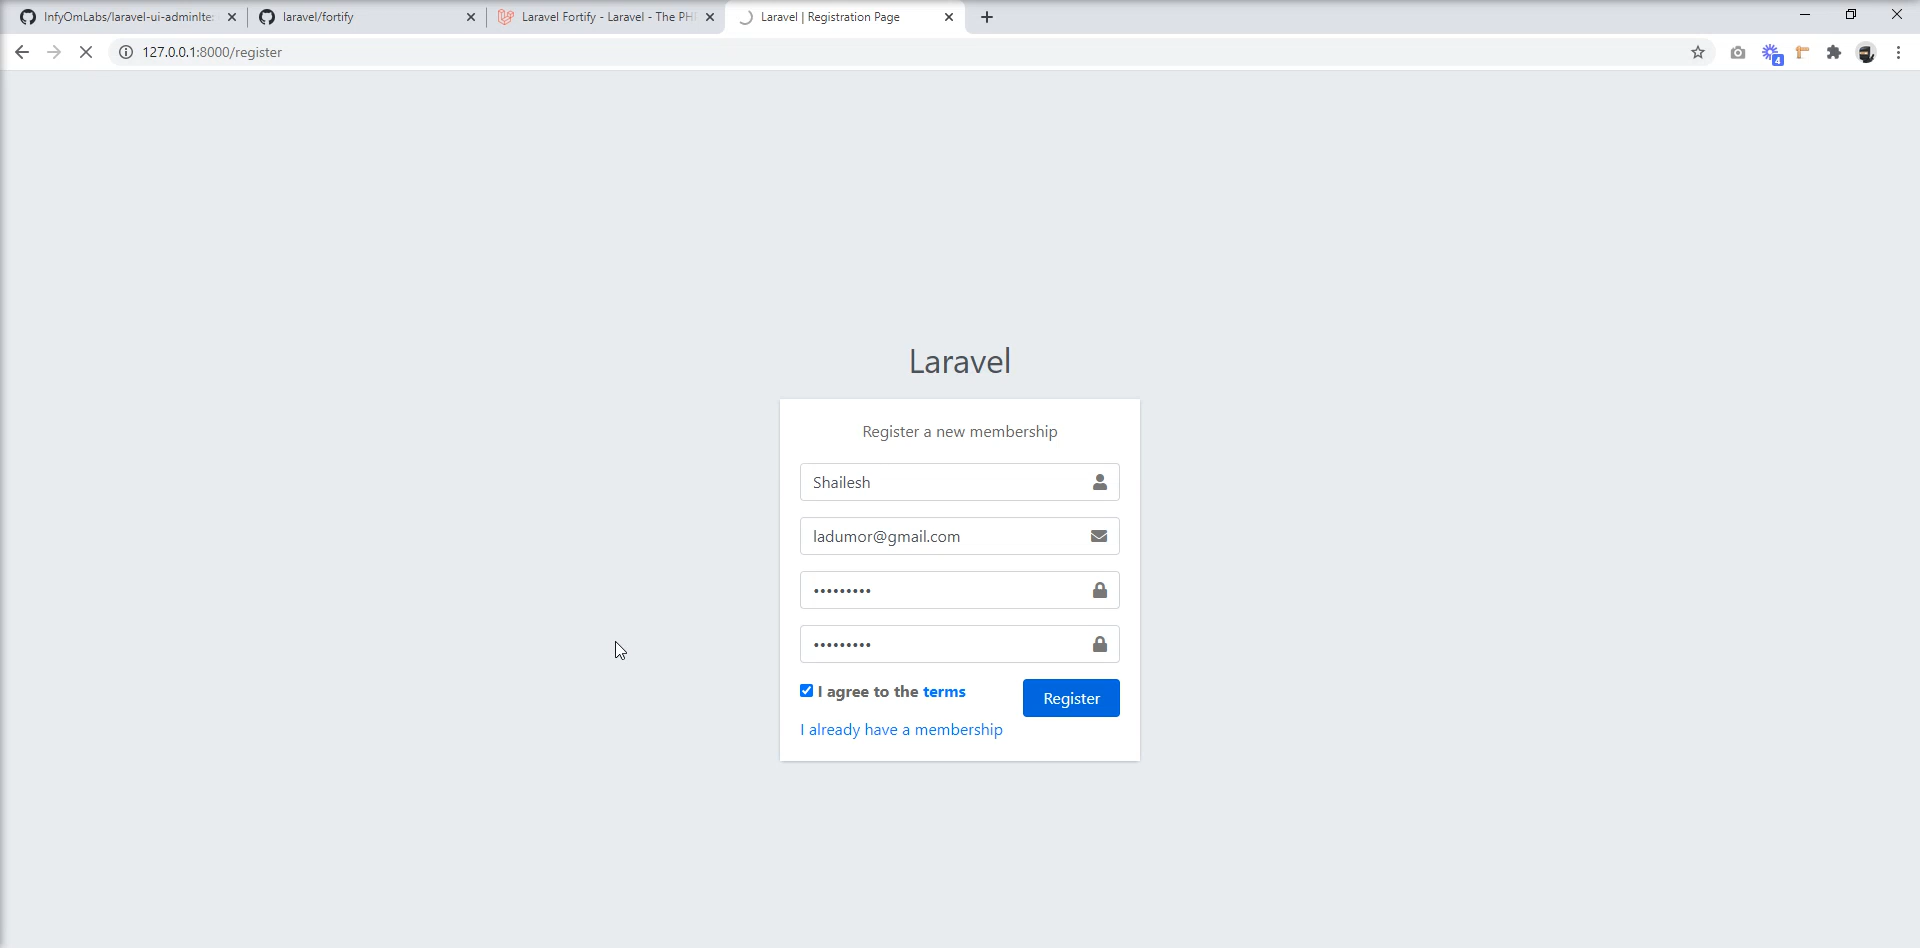 InfyOmLabs/laravel-ui-adminlte:
laravel/fortify
Laravel Fortify - Laravel - The PH
Laravel | Registration Page
127.0.0.1:8000/register
4
Laravel
Register a new membership
Shailesh
ladumor@gmail.com
•••••••••
•••••••••
I agree to the terms
Register
I already have a membership